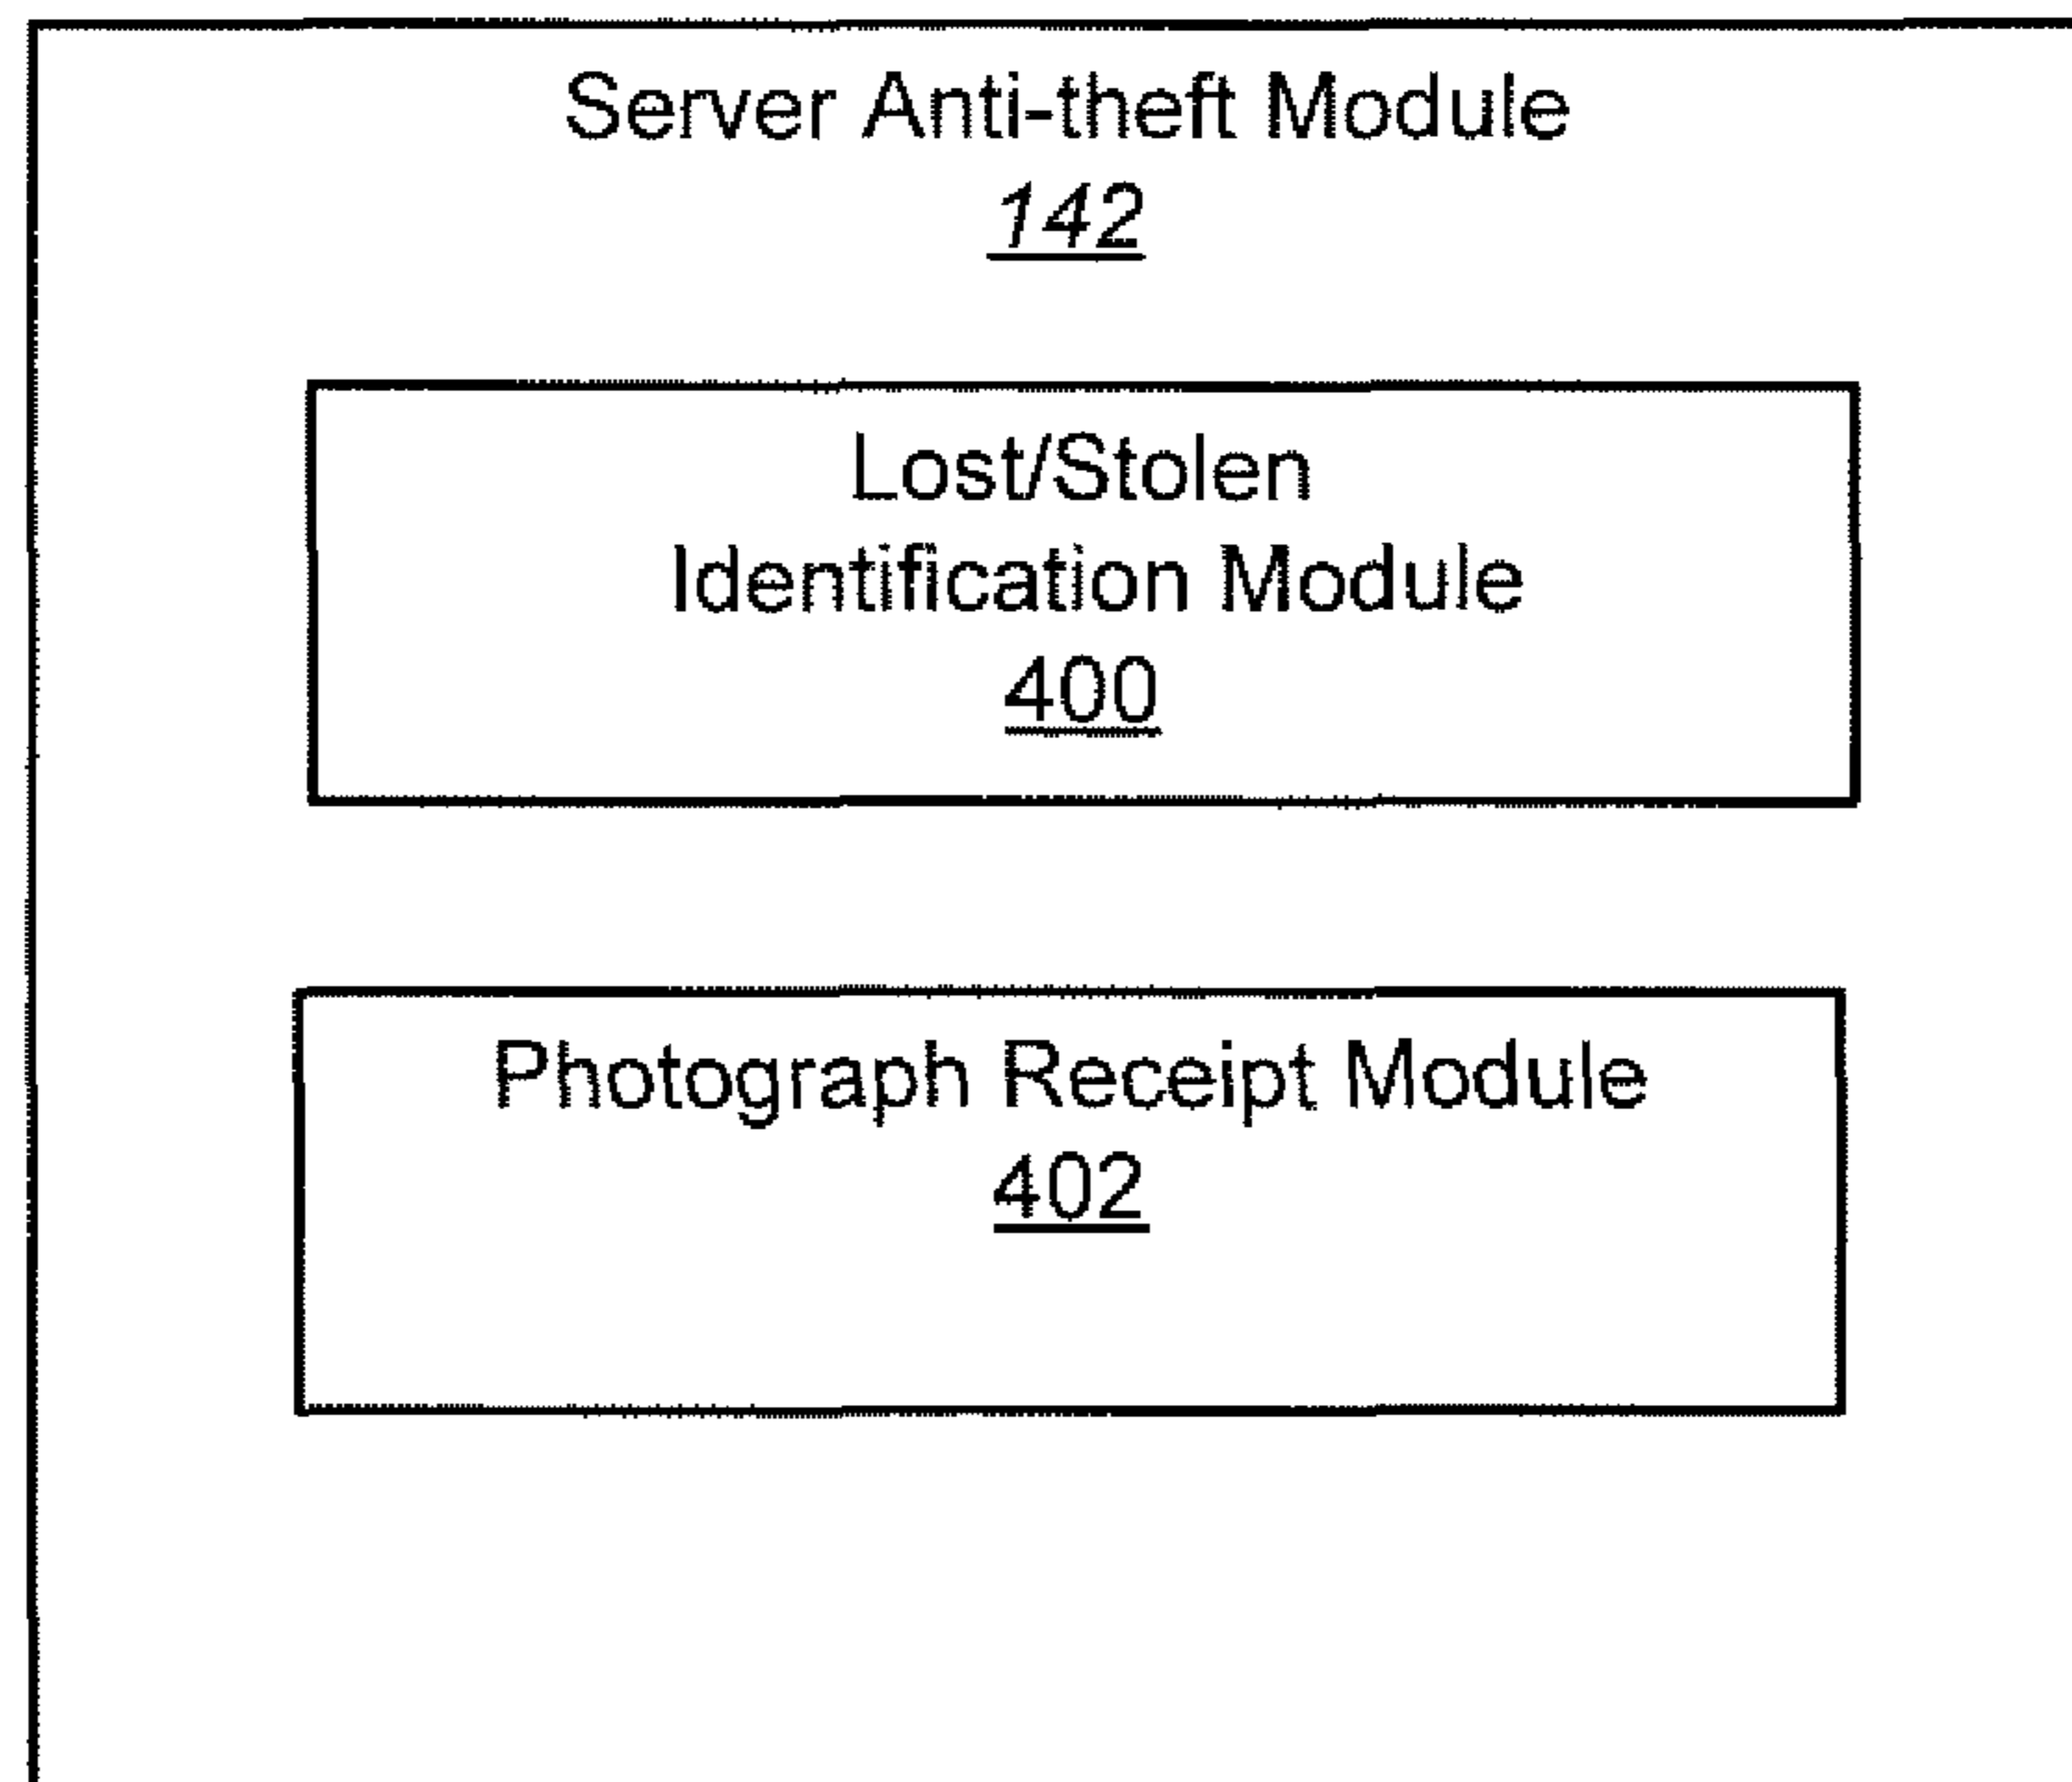 Server Anti-theft Module
142
Lost/Stolen
Identification Module
400
Photograph Receipt Module
402